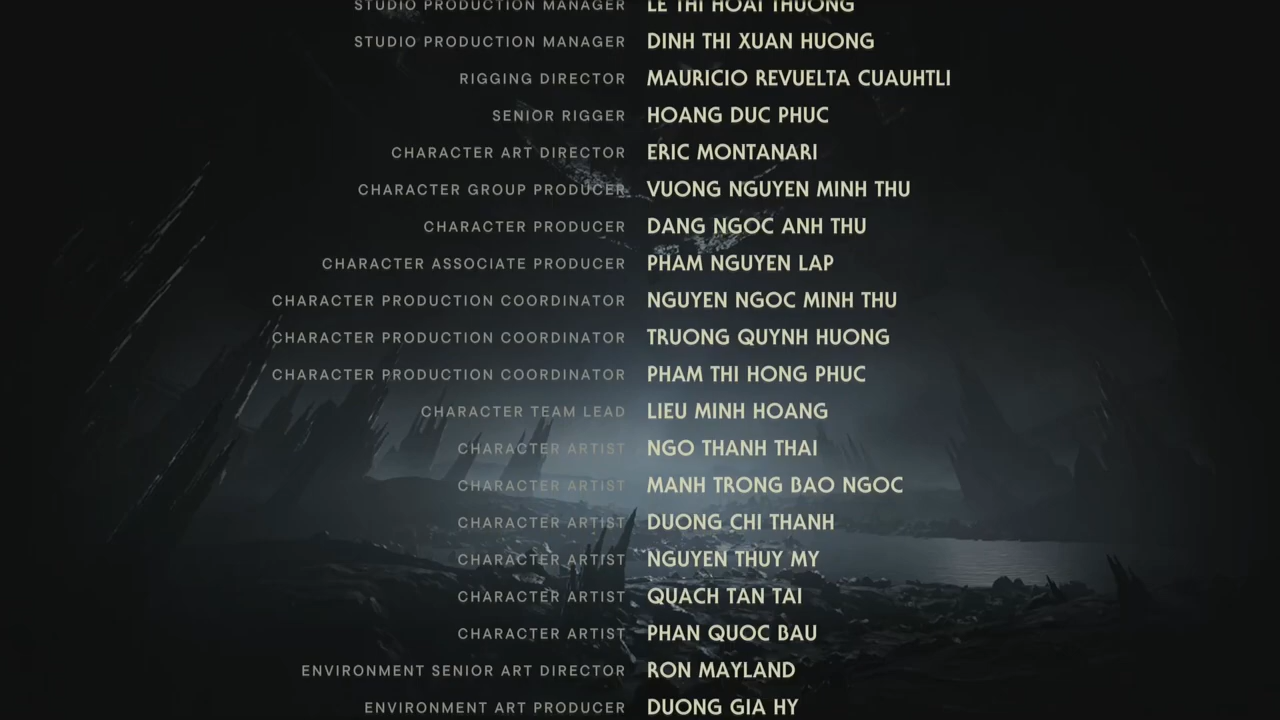 STUDIO PRODUCTION MANAGER LE THI HOAI THUONG
STUDIO PRODUCTION MANAGER DINH THI XUAN HUONG
RIGGING DIRECTOR MAURICIO REVUELTA CUAUHTLI
SENIOR RIGGER HOANG DUC PHUC
CHARACTER ART DIRECTOR ERIC MONTANARI
CHARACTER GROUP PRODUCER VUONG NGUYEN MINH THU
CHARACTER PRODUCER DANG NGOC ANH THU
CHARACTER ASSOCIATE PRODUCER PHAM NGUYEN LAP
CHARACTER PRODUCTION COORDINATOR NGUYEN NGOC MINH THU
CHARACTER PRODUCTION COORDINATOR TRUONG QUYNH HUONG
CHARACTER PRODUCTION COORDINATOR PHAM THI HONG PHUC
CHARACTER TEAM LEAD LIEU MINH HOANG
CHARACTER ARTIST NGO THANH THAI
CHARACTER ARTIST MANH TRONG BAO NGOC
CHARACTER ARTIST DUONG CHI THANH
CHARACTER ARTIST NGUYEN THUY MY
CHARACTER ARTIST QUACH TAN TAI
CHARACTER ARTIST PHAN QUOC BAU
ENVIRONMENT SENIOR ART DIRECTOR RON MAYLAND
ENVIRONMENT ART PRODUCER DUONG GIA HY